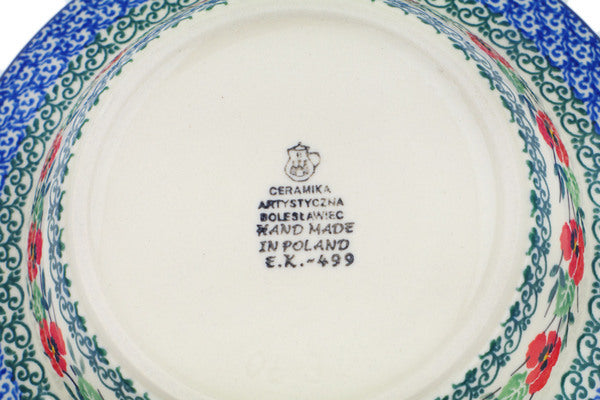 CERAMIKA
ARTYSTYCZNA
BOLESŁAWIEC
HAND MADE
IN POLAND
E.K.-499